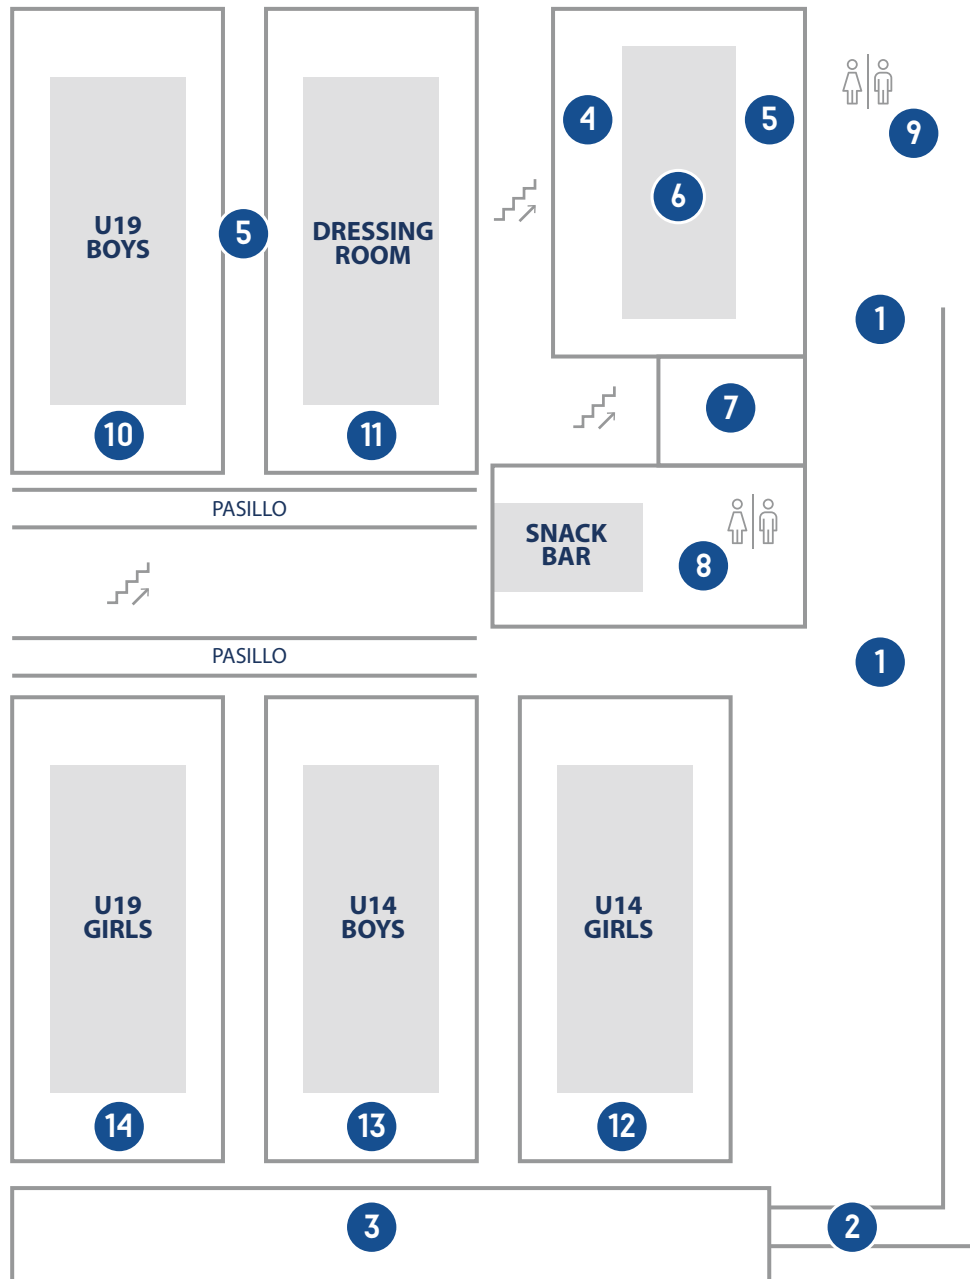 4
5
9
6
U19
BOYS
5
DRESSING
ROOM
1
10
11
7
PASILLO
SNACK
BAR
8
PASILLO
1
U19
GIRLS
U14
BOYS
U14
GIRLS
14
13
12
3
2